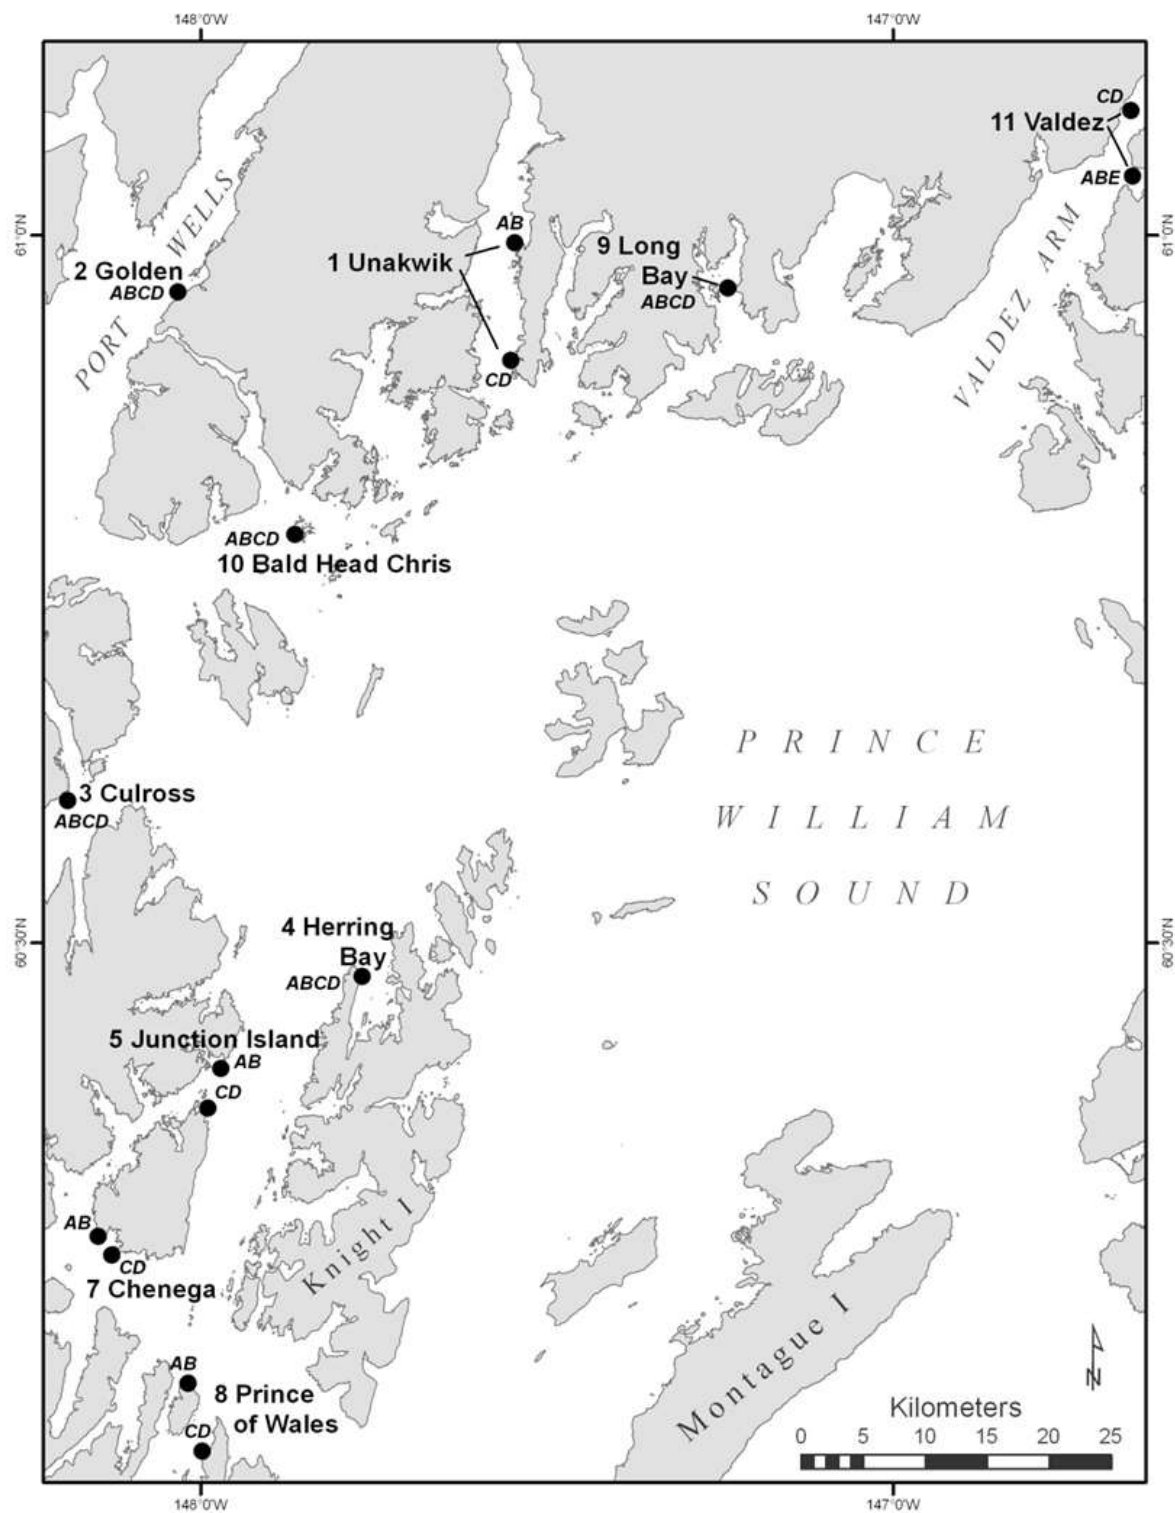 148°0'W
147°0'W
CD
11 Valdez
ABE
61°0'N
61°0'N
WELLS
AB
9 Long
Bay
ABCD
1 Unakwik
2 Golden
ABCD
PORT
VALDEZ ARM
CD
ABCD
10 Bald Head Chris
PRINCE
WILLIAM
SOUND
3 Culross
ABCD
4 Herring
Bay
ABCD
60°30'N
60°30'N
5 Junction Island
AB
CD
AB
CD
7 Chenega
Knight I
Montague I
AB
8 Prince
of Wales
CD
N
Kilometers
0 5 10 15 20 25
148°0'W
147°0'W